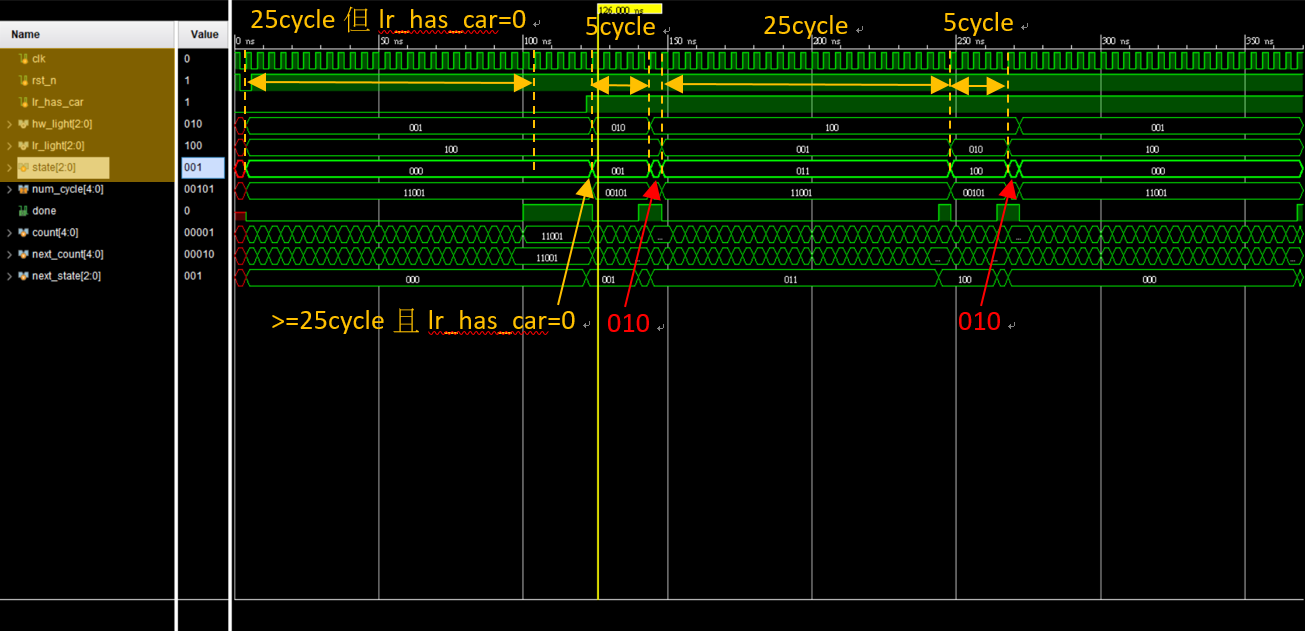 25cycle 但 lr_has_car=0
5cycle
25cycle
5cycle
126.000 ns
Name Value
0 ns 50 ns 100 ns 150 ns 200 ns 250 ns 300 ns 350 ns
clk 0
rst_n 1
lr_has_car 1
hw_light[2:0] 010 001 010 100 001
lr_light[2:0] 100 100 001 010 100
state[2:0] 001 000 001 011 100 000
num_cycle[4:0] 00101 11001 00101 11001 00101 11001
done 0
count[4:0] 00001 11001 ... ...
next_count[4:0] 00010 11001
next_state[2:0] 001 000 001 011 100 000
>=25cycle 且 lr_has_car=0
010
010